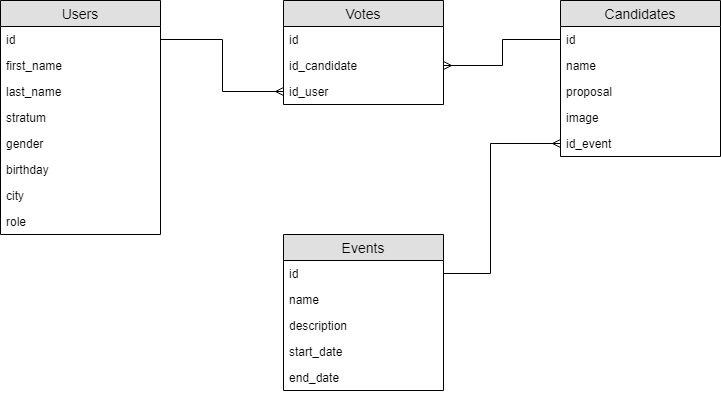 Users
id
first_name
last_name
stratum
gender
birthday
city
role
Votes
id
id_candidate
id_user
Candidates
id
name
proposal
image
id_event
Events
id
name
description
start_date
end_date